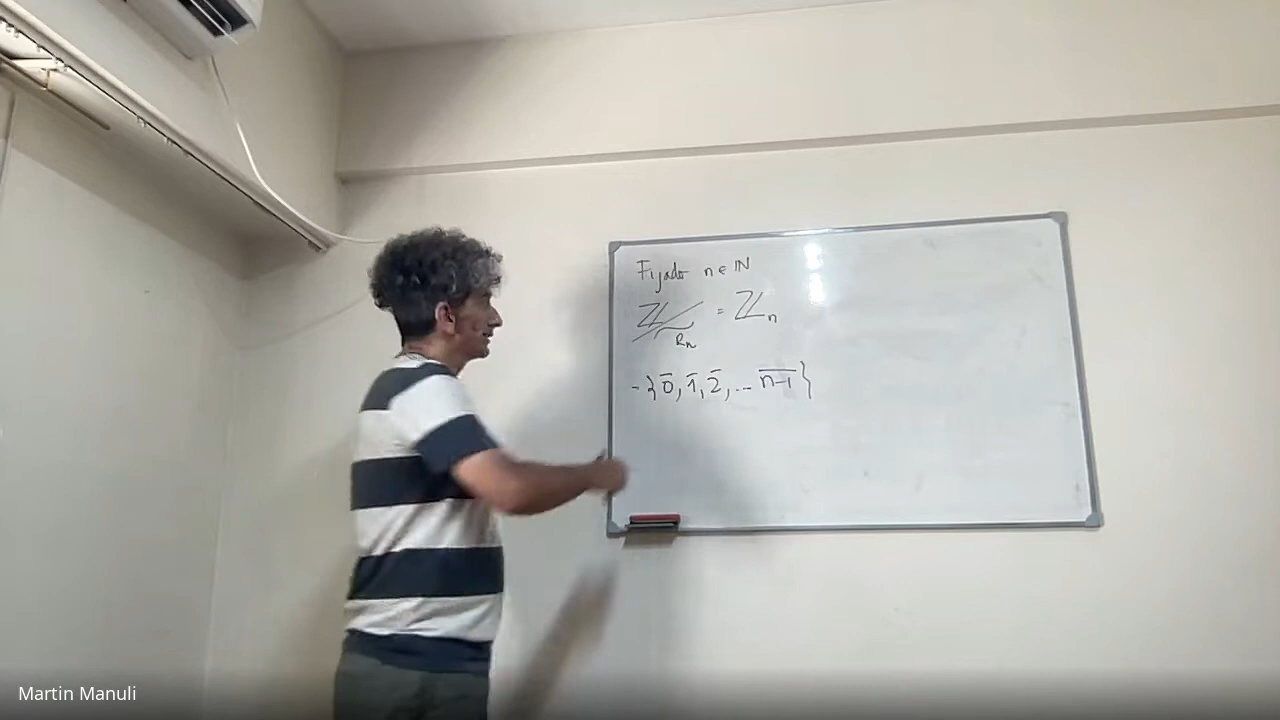 Fijado n ∈ ℕ
ℤ/~Rn = ℤn
= {0̅, 1̅, 2̅, ... n̅-̅1̅}
Martin Manuli